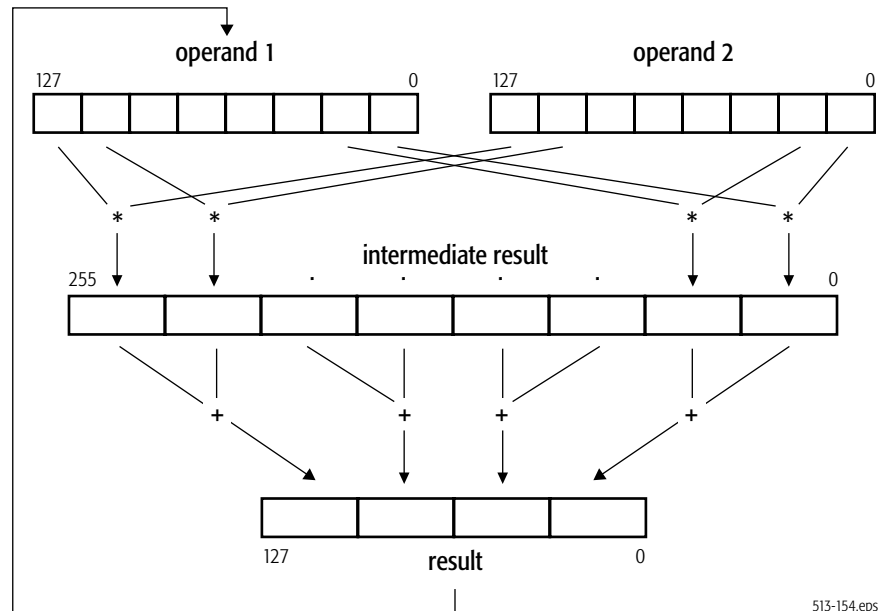 operand 1
operand 2
127 0
127 0
* * * *
intermediate result
. . . .
255 0
+ + + +
127 0
result
513-154.eps